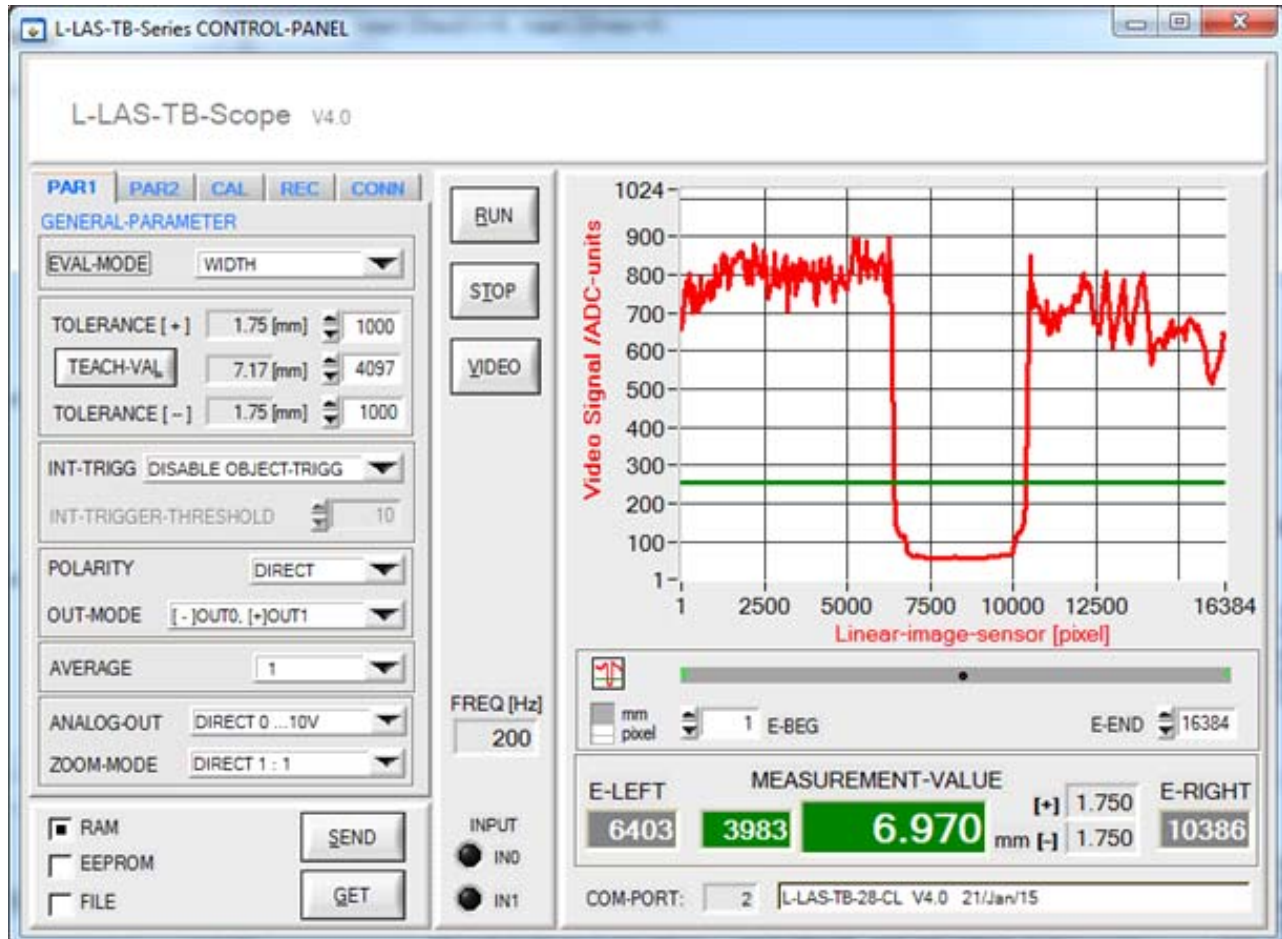 L-LAS-TB-Series CONTROL-PANEL
L-LAS-TB-Scope V4.0
PAR1 PAR2 CAL REC CONN
GENERAL-PARAMETER
EVAL-MODE WIDTH
TOLERANCE [ + ] 1.75 [mm] 1000
TEACH-VAL 7.17 [mm] 4097
TOLERANCE [ – ] 1.75 [mm] 1000
INT-TRIGG DISABLE OBJECT-TRIGG
INT-TRIGGER-THRESHOLD 10
POLARITY DIRECT
OUT-MODE [ - ]OUT0, [+]OUT1
AVERAGE 1
ANALOG-OUT DIRECT 0 ...10V
ZOOM-MODE DIRECT 1 : 1
RAM
EEPROM
FILE
SEND
GET
RUN
STOP
VIDEO
FREQ [Hz]
200
INPUT
IN0
IN1
Video Signal /ADC-units
1024
900
800
700
600
500
400
300
200
100
1
1 2500 5000 7500 10000 12500 16384
Linear-image-sensor [pixel]
mm
pixel
1 E-BEG
E-END 16384
E-LEFT
6403
MEASUREMENT-VALUE
3983 6.970 mm
[+] 1.750
[-] 1.750
E-RIGHT
10386
COM-PORT: 2 L-LAS-TB-28-CL V4.0 21/Jan/15